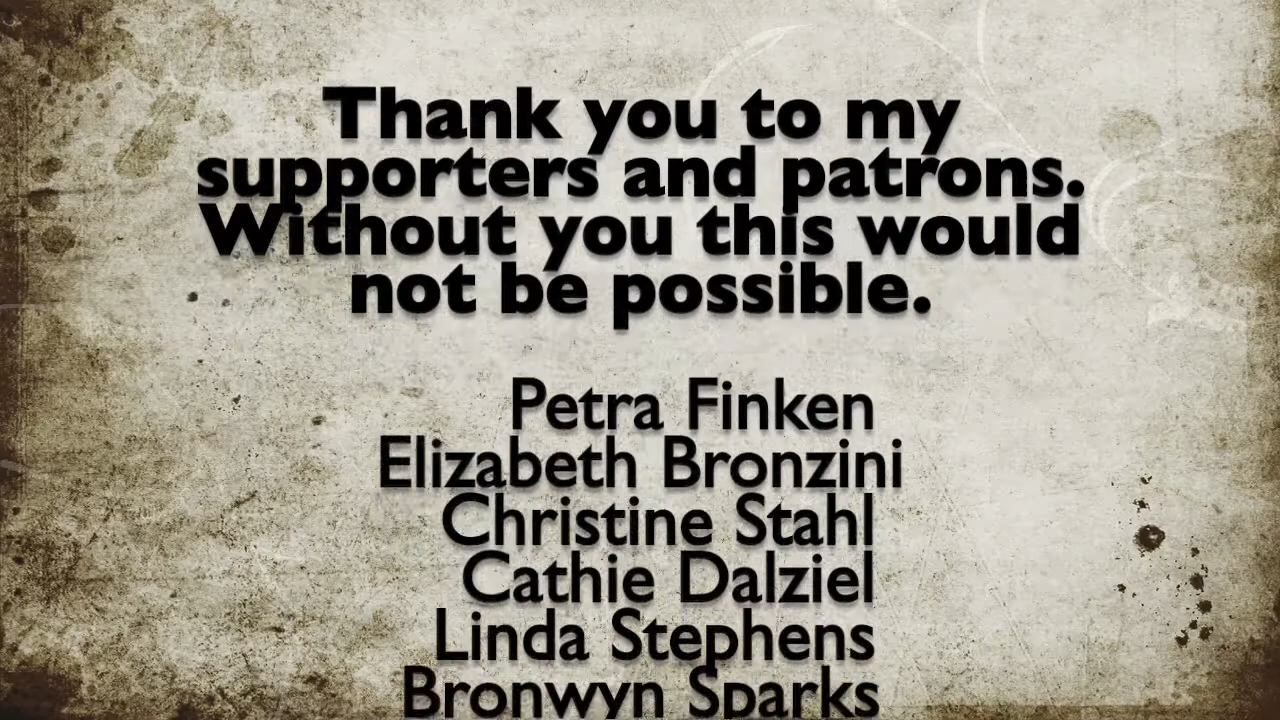 Thank you to my
supporters and patrons.
Without you this would
not be possible.
Petra Finken
Elizabeth Bronzini
Christine Stahl
Cathie Dalziel
Linda Stephens
Bronwyn Sparks